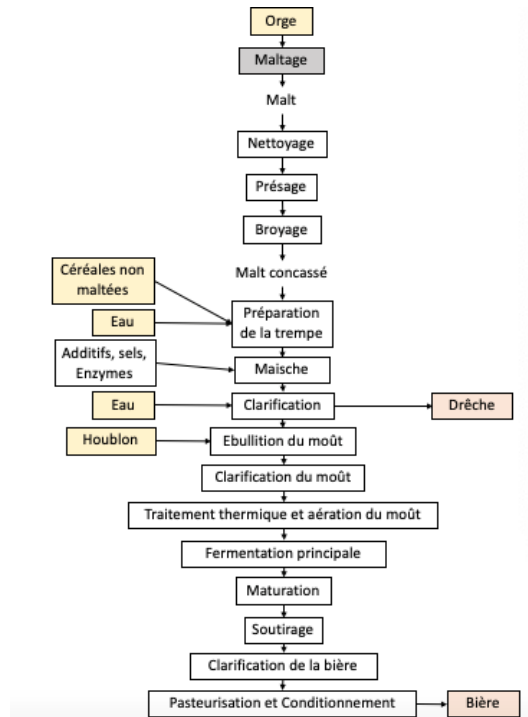 Orge
Maltage
Malt
Nettoyage
Présage
Broyage
Malt concassé
Céréales non
maltées
Eau
Préparation
de la trempe
Additifs, sels,
Enzymes
Maische
Eau
Clarification
Drêche
Houblon
Ebullition du moût
Clarification du moût
Traitement thermique et aération du moût
Fermentation principale
Maturation
Soutirage
Clarification de la bière
Pasteurisation et Conditionnement
Bière